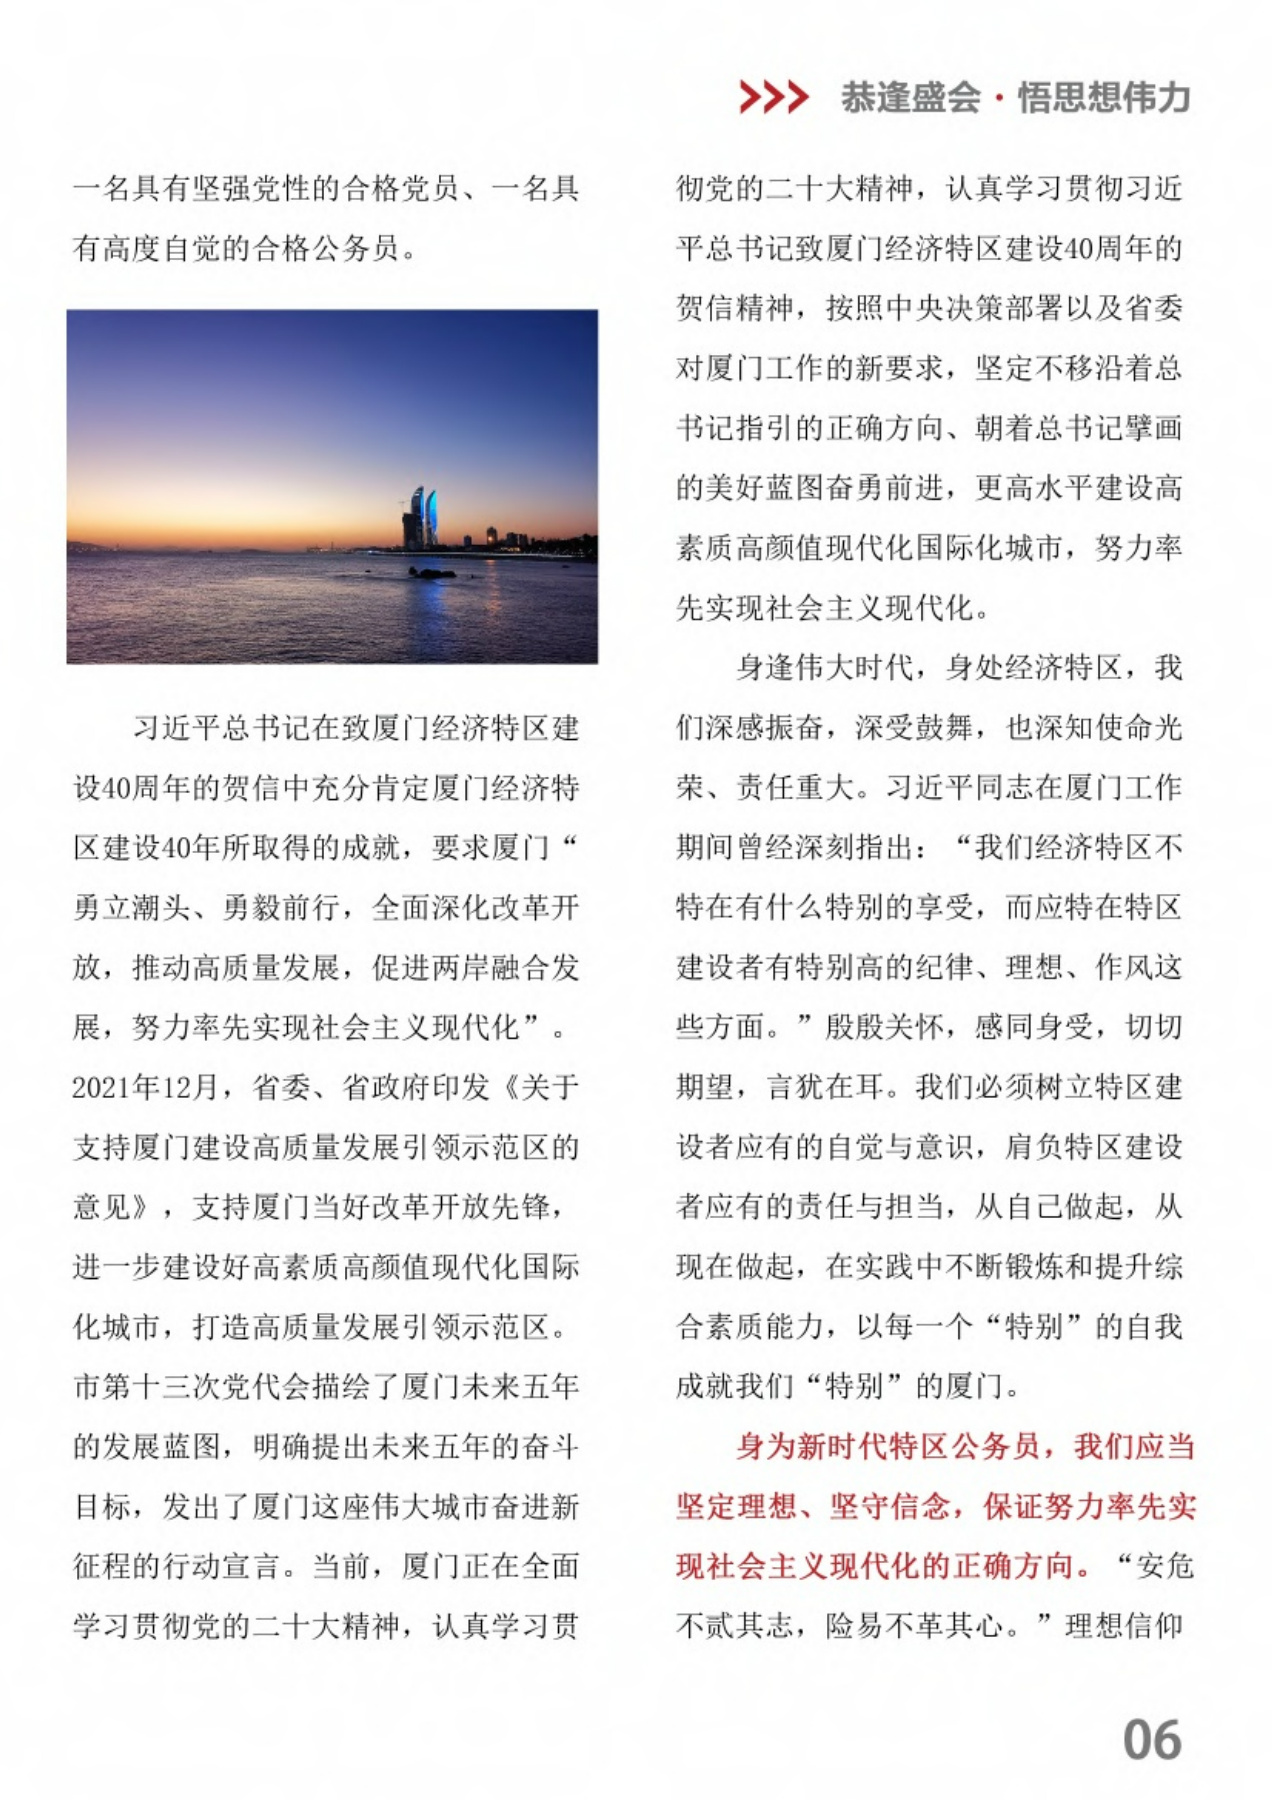 恭逢盛会·悟思想伟力
一名具有坚强党性的合格党员、一名具
有高度自觉的合格公务员。
习近平总书记在致厦门经济特区建
设40周年的贺信中充分肯定厦门经济特
区建设40年所取得的成就，要求厦门“
勇立潮头、勇毅前行，全面深化改革开
放，推动高质量发展，促进两岸融合发
展，努力率先实现社会主义现代化”。
2021年12月，省委、省政府印发《关于
支持厦门建设高质量发展引领示范区的
意见》，支持厦门当好改革开放先锋，
进一步建设好高素质高颜值现代化国际
化城市，打造高质量发展引领示范区。
市第十三次党代会描绘了厦门未来五年
的发展蓝图，明确提出未来五年的奋斗
目标，发出了厦门这座伟大城市奋进新
征程的行动宣言。当前，厦门正在全面
学习贯彻党的二十大精神，认真学习贯
彻党的二十大精神，认真学习贯彻习近
平总书记致厦门经济特区建设40周年的
贺信精神，按照中央决策部署以及省委
对厦门工作的新要求，坚定不移沿着总
书记指引的正确方向、朝着总书记擘画
的美好蓝图奋勇前进，更高水平建设高
素质高颜值现代化国际化城市，努力率
先实现社会主义现代化。
身逢伟大时代，身处经济特区，我
们深感振奋，深受鼓舞，也深知使命光
荣、责任重大。习近平同志在厦门工作
期间曾经深刻指出：“我们经济特区不
特在有什么特别的享受，而应特在特区
建设者有特别高的纪律、理想、作风这
些方面。”殷殷关怀，感同身受，切切
期望，言犹在耳。我们必须树立特区建
设者应有的自觉与意识，肩负特区建设
者应有的责任与担当，从自己做起，从
现在做起，在实践中不断锻炼和提升综
合素质能力，以每一个“特别”的自我
成就我们“特别”的厦门。
身为新时代特区公务员，我们应当
坚定理想、坚守信念，保证努力率先实
现社会主义现代化的正确方向。“安危
不贰其志，险易不革其心。”理想信仰
06